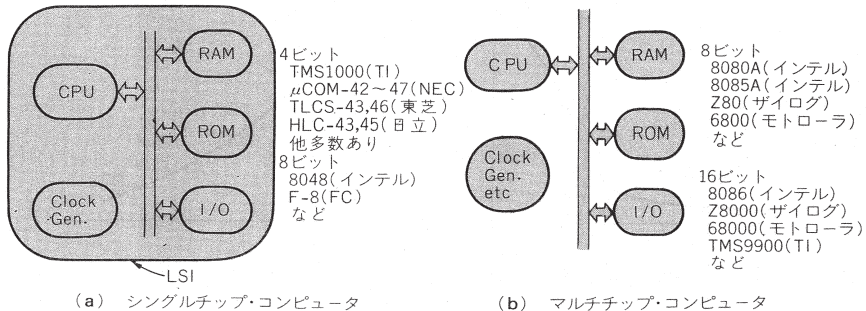 CPU
Clock
Gen.
RAM
ROM
I/O
LSI
4ビット
TMS1000(TI)
μCOM-42～47(NEC)
TLCS-43,46(東芝)
HLC-43,45(日立)
他多数あり
8ビット
8048(インテル)
F-8(FC)
など
(a) シングルチップ・コンピュータ
CPU
Clock
Gen.
etc
RAM
ROM
I/O
8ビット
8080A(インテル)
8085A(インテル)
Z80(ザイログ)
6800(モトローラ)
など
16ビット
8086(インテル)
Z8000(ザイログ)
68000(モトローラ)
TMS9900(TI)
など
(b) マルチチップ・コンピュータ